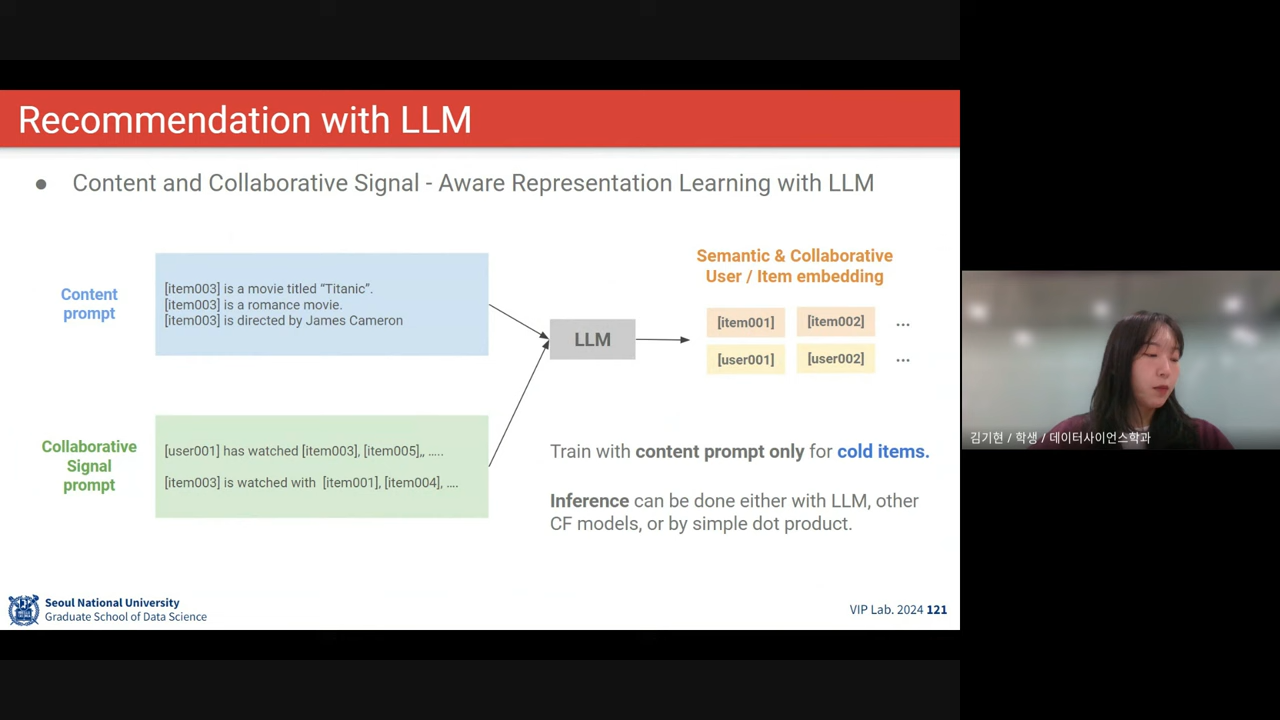 Recommendation with LLM
● Content and Collaborative Signal - Aware Representation Learning with LLM
Content
prompt
[item003] is a movie titled “Titanic”.
[item003] is a romance movie.
[item003] is directed by James Cameron
Collaborative
Signal
prompt
[user001] has watched [item003], [item005],, …..
[item003] is watched with [item001], [item004], ….
LLM
Semantic & Collaborative
User / Item embedding
[item001] [item002] ...
[user001] [user002] ...
Train with content prompt only for cold items.
Inference can be done either with LLM, other
CF models, or by simple dot product.
Seoul National University
Graduate School of Data Science
VIP Lab. 2024 121
김기현 / 학생 / 데이터사이언스학과